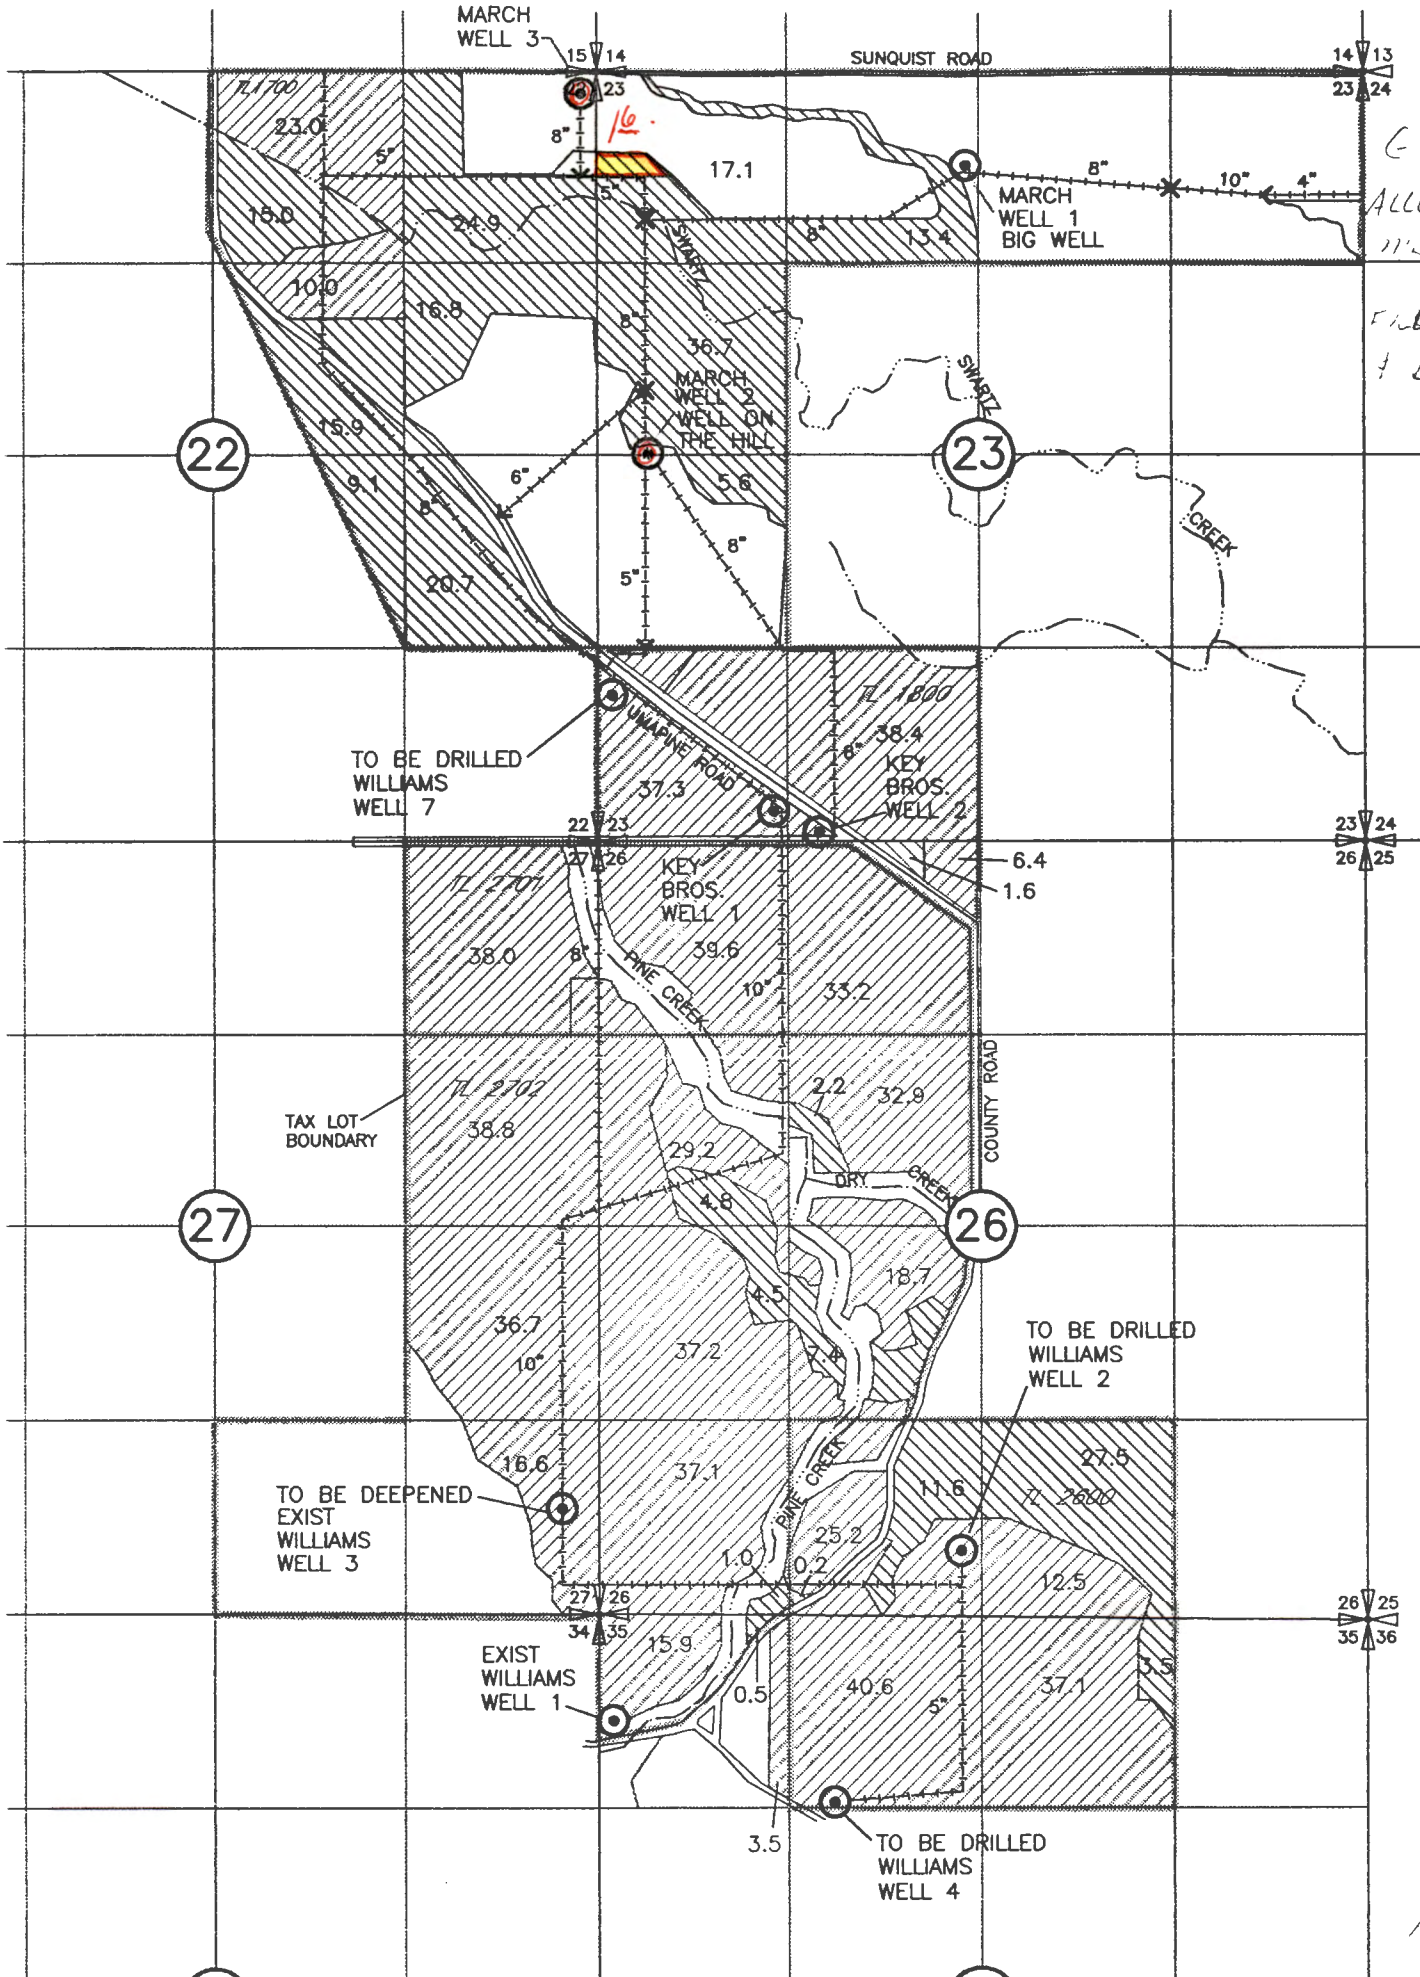 MARCH
WELL 3
15 14
22 23
SUNQUIST ROAD
14 13
23 24
TL 1700
23.0
8"
16
17.1
5"
5"
8"
10"
4"
MARCH
WELL 1
BIG WELL
15.0
24.9
8"
13.4
SWARTZ
10.0
16.8
8"
36.7
MARCH
WELL 2
WELL ON
THE HILL
SWARTZ
22
23
15.9
9.1
8"
6"
5.6
8"
CREEK
20.7
5"
TL 1800
38.4
KEY
BROS.
WELL 2
8"
UMAPINE ROAD
TO BE DRILLED
WILLIAMS
WELL 7
37.3
22 23
27 26
23 24
26 25
6.4
1.6
TL 2701
38.0
8"
KEY
BROS.
WELL 1
39.6
PINE CREEK
10"
33.2
COUNTY ROAD
TL 2702
38.8
TAX LOT
BOUNDARY
2.2
32.9
29.2
4.8
DRY CREEK
27
26
4.5
18.7
36.7
10"
37.2
7.4
TO BE DRILLED
WILLIAMS
WELL 2
16.6
37.1
PINE CREEK
27.5
11.6
TL 2600
TO BE DEEPENED
EXIST
WILLIAMS
WELL 3
25.2
1.0
0.2
12.5
27 26
34 35
26 25
35 36
15.9
EXIST
WILLIAMS
WELL 1
0.5
40.6
5"
37.1
3.5
3.5
TO BE DRILLED
WILLIAMS
WELL 4